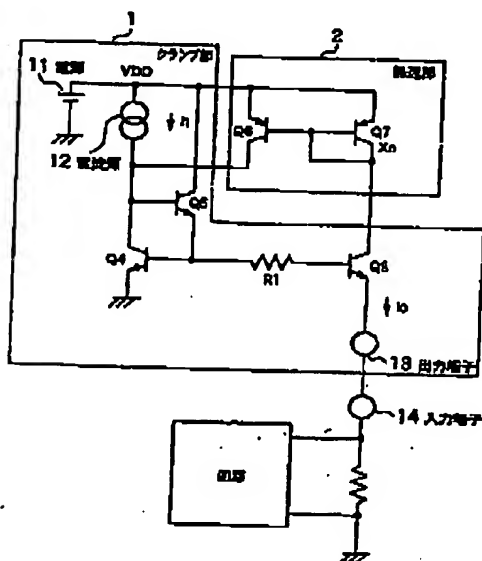 1
クランプ部
2
11 電源
VDD
I1
12 電流源
Q6
Q7
Xn
Q5
Q4
R1
Q8
Io
13 出力端子
14 入力端子
回路